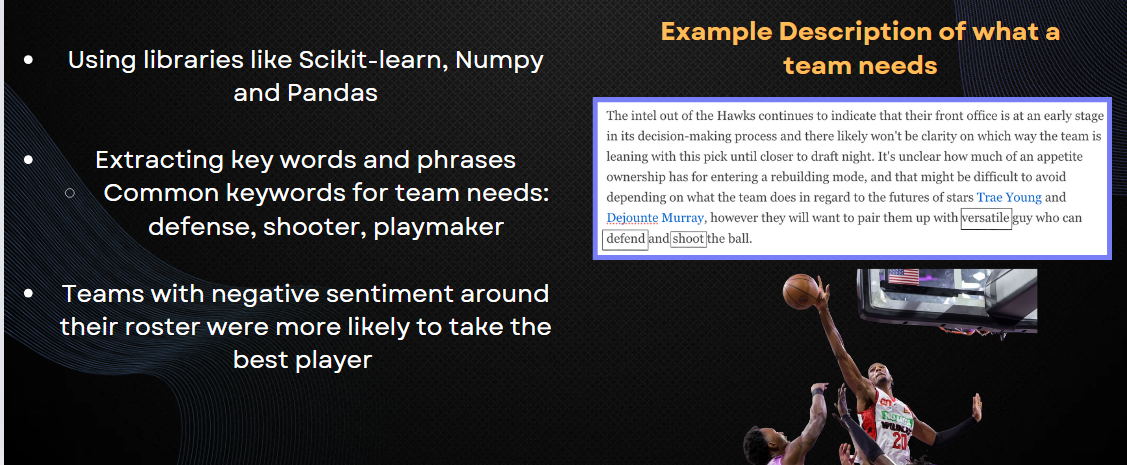 Using libraries like Scikit-learn, Numpy
and Pandas
Extracting key words and phrases
Common keywords for team needs:
defense, shooter, playmaker
Teams with negative sentiment around
their roster were more likely to take the
best player
Example Description of what a
team needs
The intel out of the Hawks continues to indicate that their front office is at an early stage
in its decision-making process and there likely won't be clarity on which way the team is
leaning with this pick until closer to draft night. It's unclear how much of an appetite
ownership has for entering a rebuilding mode, and that might be difficult to avoid
depending on what the team does in regard to the futures of stars Trae Young and
Dejounte Murray, however they will want to pair them up with versatile guy who can
defend and shoot the ball.
20